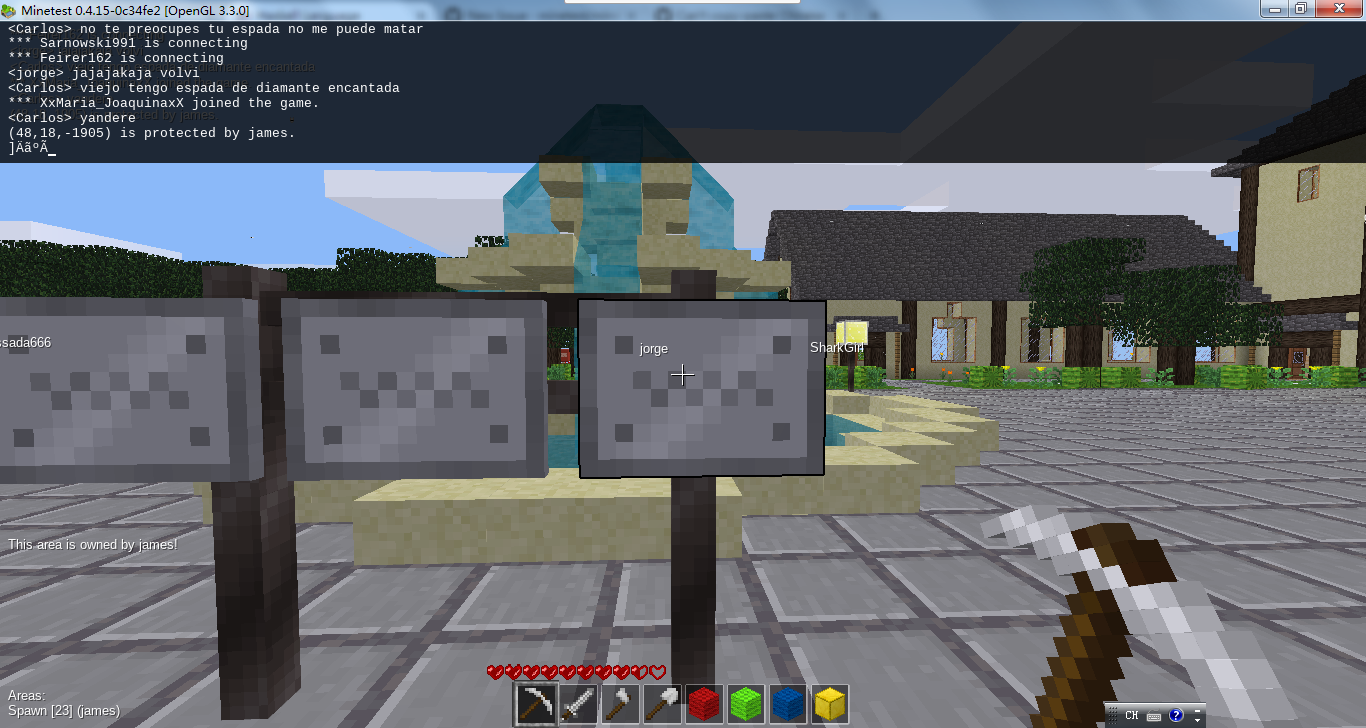 Minetest 0.4.15-0c34fe2 [OpenGL 3.3.0]
<Carlos> no te preocupes tu espada no me puede matar
*** Sarnowski991 is connecting
*** Feirer162 is connecting
<jorge> jajajakaja volvi
<Carlos> viejo tengo espada de diamante encantada
*** XxMaria_JoaquinaxX joined the game.
<Carlos> yandere
(48,18,-1905) is protected by james.
]Äãº Ã_
ssada666
jorge
SharkGirl
This area is owned by james!
Areas:
Spawn [23] (james)
CH